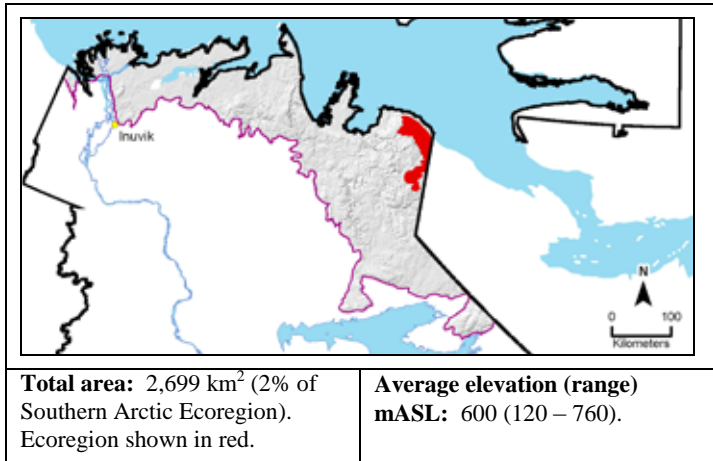 Inuvik
N
0 100
Kilometers
Total area: 2,699 km² (2% of
Southern Arctic Ecoregion).
Ecoregion shown in red.
Average elevation (range)
mASL: 600 (120 – 760).